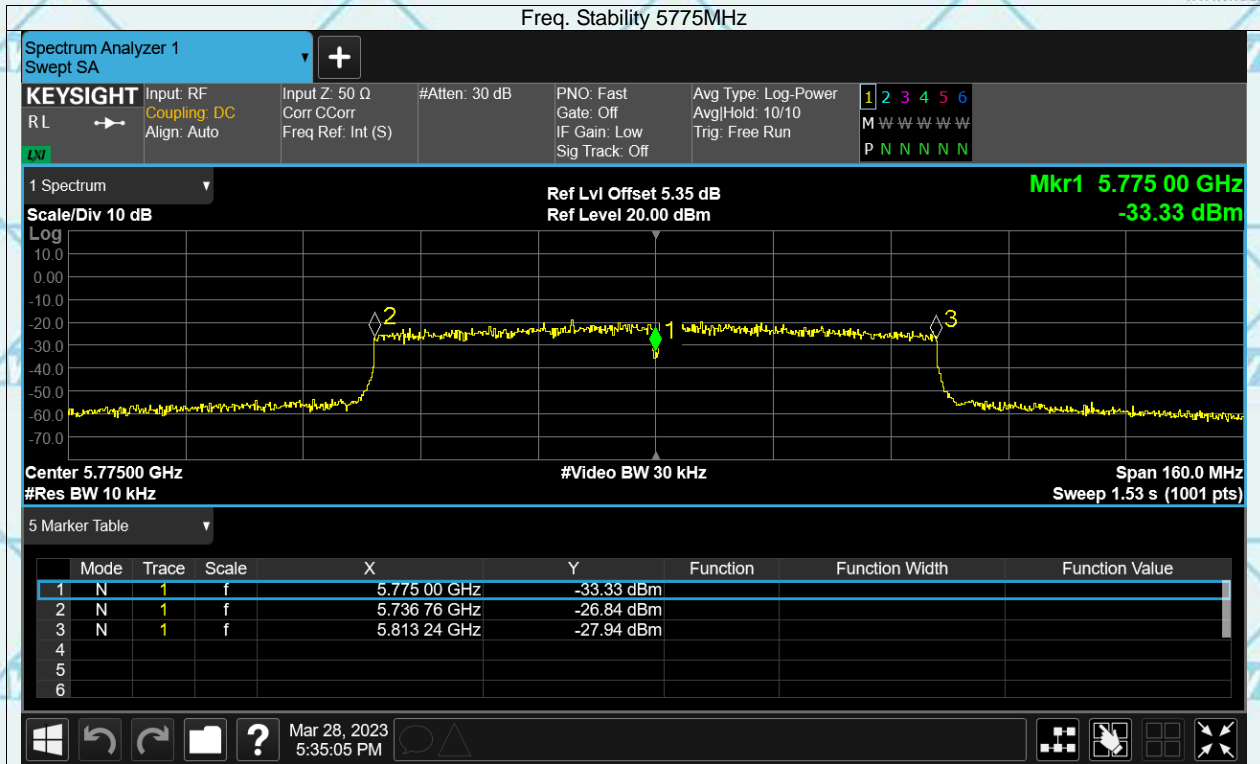 Freq. Stability 5775MHz
Spectrum Analyzer 1
Swept SA
+
KEYSIGHT Input: RF Input Z: 50 Ω #Atten: 30 dB PNO: Fast Avg Type: Log-Power 1 2 3 4 5 6
RL Coupling: DC Corr CCorr Gate: Off Avg|Hold: 10/10 M W W W W W
Align: Auto Freq Ref: Int (S) IF Gain: Low Trig: Free Run
LXI Sig Track: Off P N N N N N
1 Spectrum Ref Lvl Offset 5.35 dB Mkr1 5.775 00 GHz
Scale/Div 10 dB Ref Level 20.00 dBm -33.33 dBm
Log
10.0
0.00
-10.0
-20.0
-30.0
-40.0
-50.0
-60.0
-70.0
2 1 3
Center 5.77500 GHz #Video BW 30 kHz Span 160.0 MHz
#Res BW 10 kHz Sweep 1.53 s (1001 pts)
5 Marker Table
Mode Trace Scale X Y Function Function Width Function Value
1 N 1 f 5.775 00 GHz -33.33 dBm
2 N 1 f 5.736 76 GHz -26.84 dBm
3 N 1 f 5.813 24 GHz -27.94 dBm
4
5
6
? Mar 28, 2023
5:35:05 PM